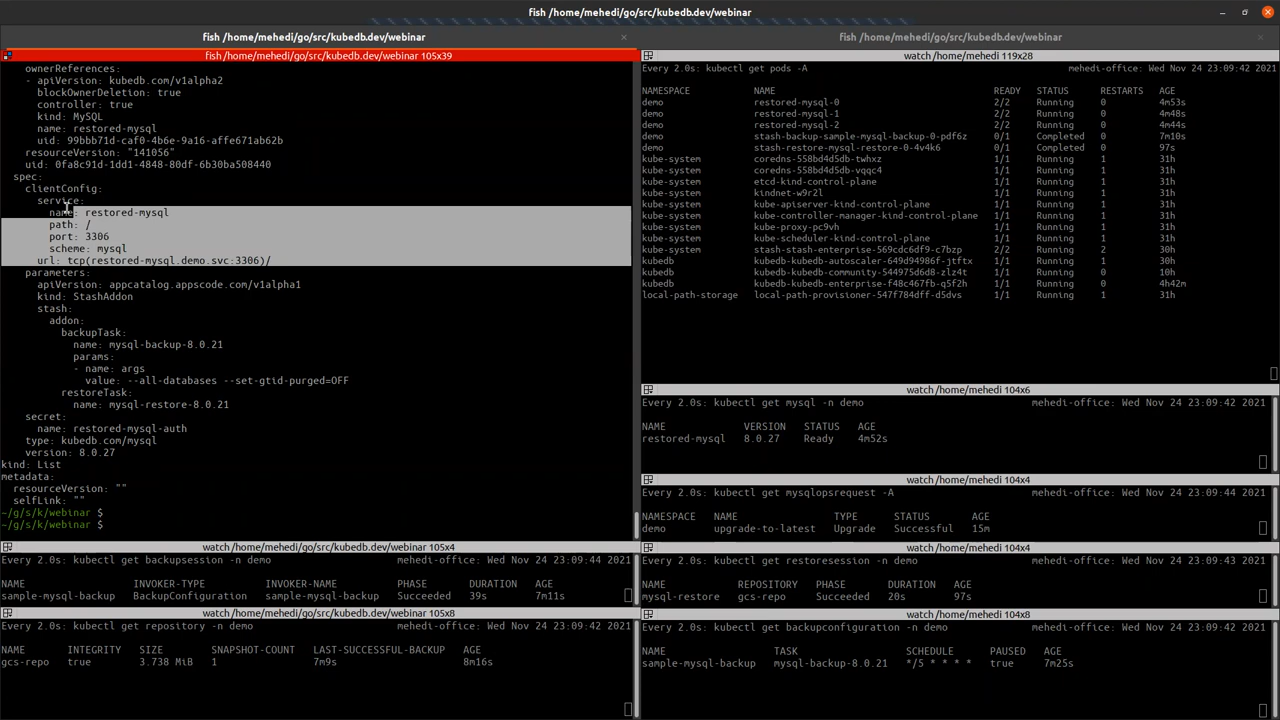 fish /home/mehedi/go/src/kubedb.dev/webinar
fish /home/mehedi/go/src/kubedb.dev/webinar
fish /home/mehedi/go/src/kubedb.dev/webinar
fish /home/mehedi/go/src/kubedb.dev/webinar 105x39
ownerReferences:
- apiVersion: kubedb.com/v1alpha2
blockOwnerDeletion: true
controller: true
kind: MySQL
name: restored-mysql
uid: 99bbb71d-caf0-4b6e-9a16-affe671ab62b
resourceVersion: "141056"
uid: 0fa8c91d-1dd1-4848-80df-6b30ba508440
spec:
clientConfig:
service:
name: restored-mysql
path: /
port: 3306
scheme: mysql
url: tcp(restored-mysql.demo.svc:3306)/
parameters:
apiVersion: appcatalog.appscode.com/v1alpha1
kind: StashAddon
stash:
addon:
backupTask:
name: mysql-backup-8.0.21
params:
- name: args
value: --all-databases --set-gtid-purged=OFF
restoreTask:
name: mysql-restore-8.0.21
secret:
name: restored-mysql-auth
type: kubedb.com/mysql
version: 8.0.27
kind: List
metadata:
resourceVersion: ""
selfLink: ""
~/g/s/k/webinar $
~/g/s/k/webinar $
watch /home/mehedi/go/src/kubedb.dev/webinar 105x4
Every 2.0s: kubectl get backupsession -n demo mehedi-office: Wed Nov 24 23:09:44 2021
NAME INVOKER-TYPE INVOKER-NAME PHASE DURATION AGE
sample-mysql-backup BackupConfiguration sample-mysql-backup Succeeded 39s 7m11s
watch /home/mehedi/go/src/kubedb.dev/webinar 105x8
Every 2.0s: kubectl get repository -n demo mehedi-office: Wed Nov 24 23:09:42 2021
NAME INTEGRITY SIZE SNAPSHOT-COUNT LAST-SUCCESSFUL-BACKUP AGE
gcs-repo true 3.738 MiB 1 7m9s 8m16s
watch /home/mehedi 119x28
Every 2.0s: kubectl get pods -A mehedi-office: Wed Nov 24 23:09:42 2021
NAMESPACE NAME READY STATUS RESTARTS AGE
demo restored-mysql-0 2/2 Running 0 4m53s
demo restored-mysql-1 2/2 Running 0 4m48s
demo restored-mysql-2 2/2 Running 0 4m44s
demo stash-backup-sample-mysql-backup-0-pdf6z 0/1 Completed 0 7m10s
demo stash-restore-mysql-restore-0-4v4k6 0/1 Completed 0 97s
kube-system coredns-558bd4d5db-twhxz 1/1 Running 1 31h
kube-system coredns-558bd4d5db-vqqc4 1/1 Running 1 31h
kube-system etcd-kind-control-plane 1/1 Running 1 31h
kube-system kindnet-w9r2l 1/1 Running 1 31h
kube-system kube-apiserver-kind-control-plane 1/1 Running 1 31h
kube-system kube-controller-manager-kind-control-plane 1/1 Running 1 31h
kube-system kube-proxy-pc9vh 1/1 Running 1 31h
kube-system kube-scheduler-kind-control-plane 1/1 Running 1 31h
kube-system stash-stash-enterprise-569cdc6df9-c7bzp 2/2 Running 2 30h
kubedb kubedb-kubedb-autoscaler-649d94986f-jtftx 1/1 Running 1 30h
kubedb kubedb-kubedb-community-544975d6d8-zlz4t 1/1 Running 0 10h
kubedb kubedb-kubedb-enterprise-f48c467fb-q5f2h 1/1 Running 0 4h42m
local-path-storage local-path-provisioner-547f784dff-d5dvs 1/1 Running 1 31h
watch /home/mehedi 104x6
Every 2.0s: kubectl get mysql -n demo mehedi-office: Wed Nov 24 23:09:42 2021
NAME VERSION STATUS AGE
restored-mysql 8.0.27 Ready 4m52s
watch /home/mehedi 104x4
Every 2.0s: kubectl get mysqlopsrequest -A mehedi-office: Wed Nov 24 23:09:44 2021
NAMESPACE NAME TYPE STATUS AGE
demo upgrade-to-latest Upgrade Successful 15m
watch /home/mehedi 104x4
Every 2.0s: kubectl get restoresession -n demo mehedi-office: Wed Nov 24 23:09:43 2021
NAME REPOSITORY PHASE DURATION AGE
mysql-restore gcs-repo Succeeded 20s 97s
watch /home/mehedi 104x8
Every 2.0s: kubectl get backupconfiguration -n demo mehedi-office: Wed Nov 24 23:09:42 2021
NAME TASK SCHEDULE PAUSED AGE
sample-mysql-backup mysql-backup-8.0.21 */5 * * * * true 7m25s